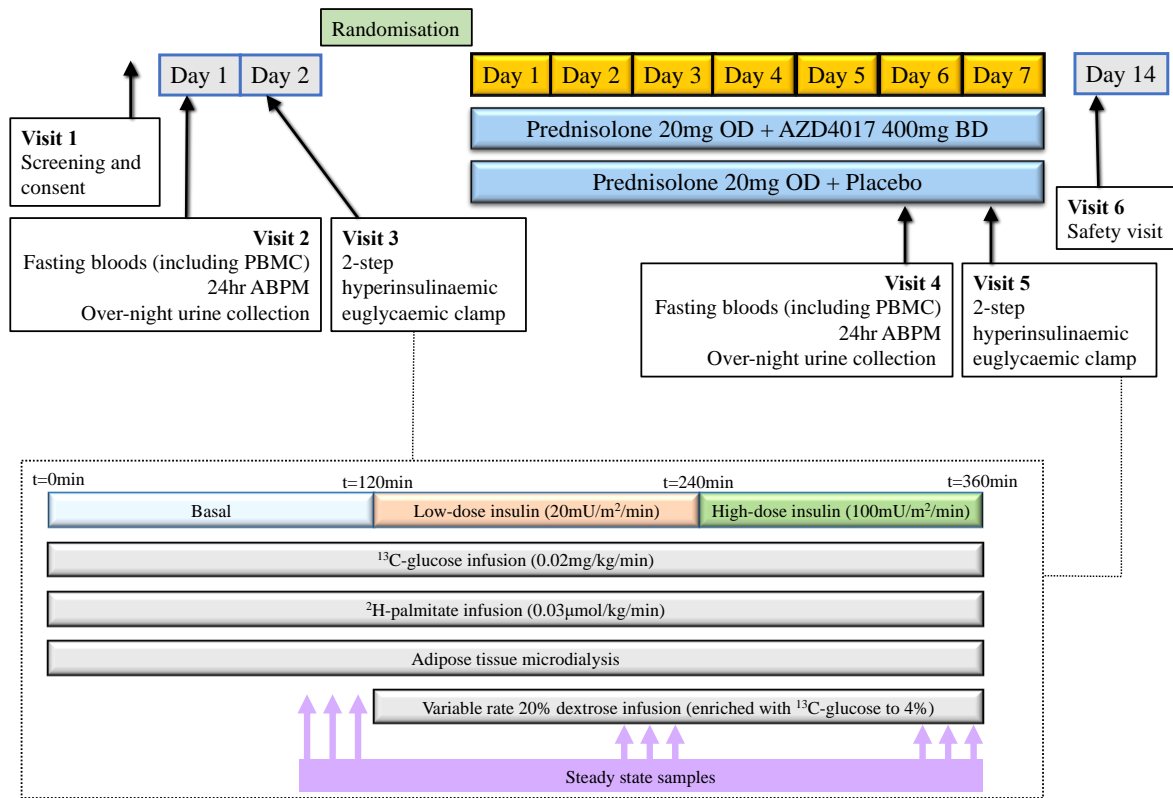 Randomisation
Day 1
Day 2
Day 1
Day 2
Day 3
Day 4
Day 5
Day 6
Day 7
Day 14
Prednisolone 20mg OD + AZD4017 400mg BD
Prednisolone 20mg OD + Placebo
Visit 1
Screening and
consent
Visit 2
Fasting bloods (including PBMC)
24hr ABPM
Over-night urine collection
Visit 3
2-step
hyperinsulinaemic
euglycaemic clamp
Visit 4
Fasting bloods (including PBMC)
24hr ABPM
Over-night urine collection
Visit 5
2-step
hyperinsulinaemic
euglycaemic clamp
Visit 6
Safety visit
t=0min
t=120min
t=240min
t=360min
Basal
Low-dose insulin (20mU/m²/min)
High-dose insulin (100mU/m²/min)
¹³C-glucose infusion (0.02mg/kg/min)
²H-palmitate infusion (0.03μmol/kg/min)
Adipose tissue microdialysis
Variable rate 20% dextrose infusion (enriched with ¹³C-glucose to 4%)
Steady state samples